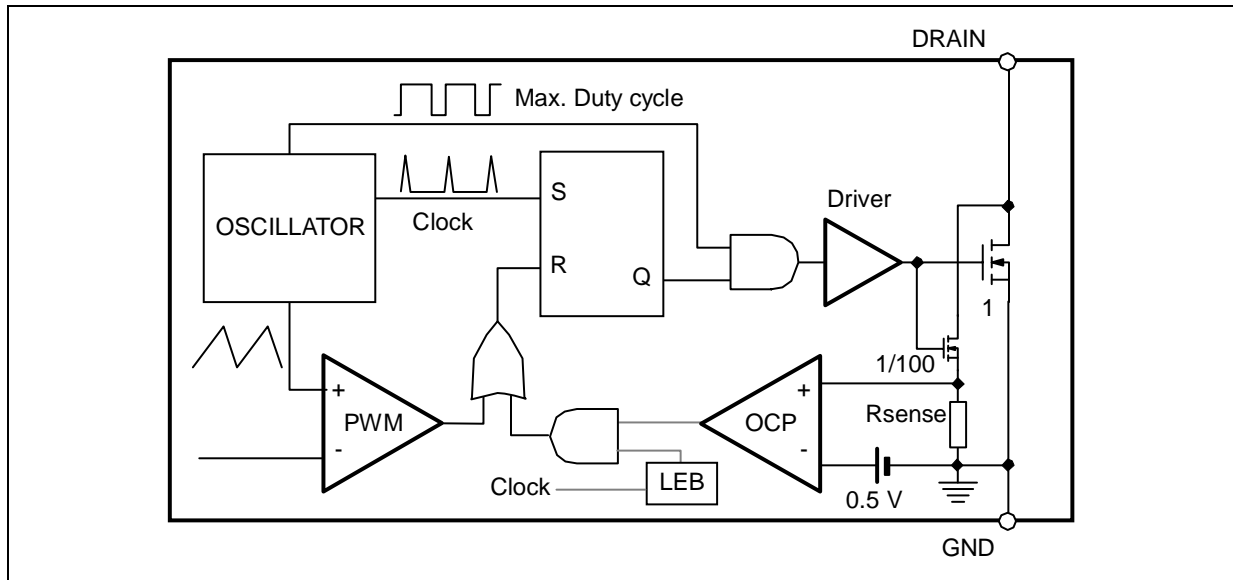 DRAIN
Max. Duty cycle
OSCILLATOR
Clock
S
R
Q
Driver
1
1/100
+
PWM
-
+
OCP
-
Rsense
Clock
LEB
0.5 V
GND